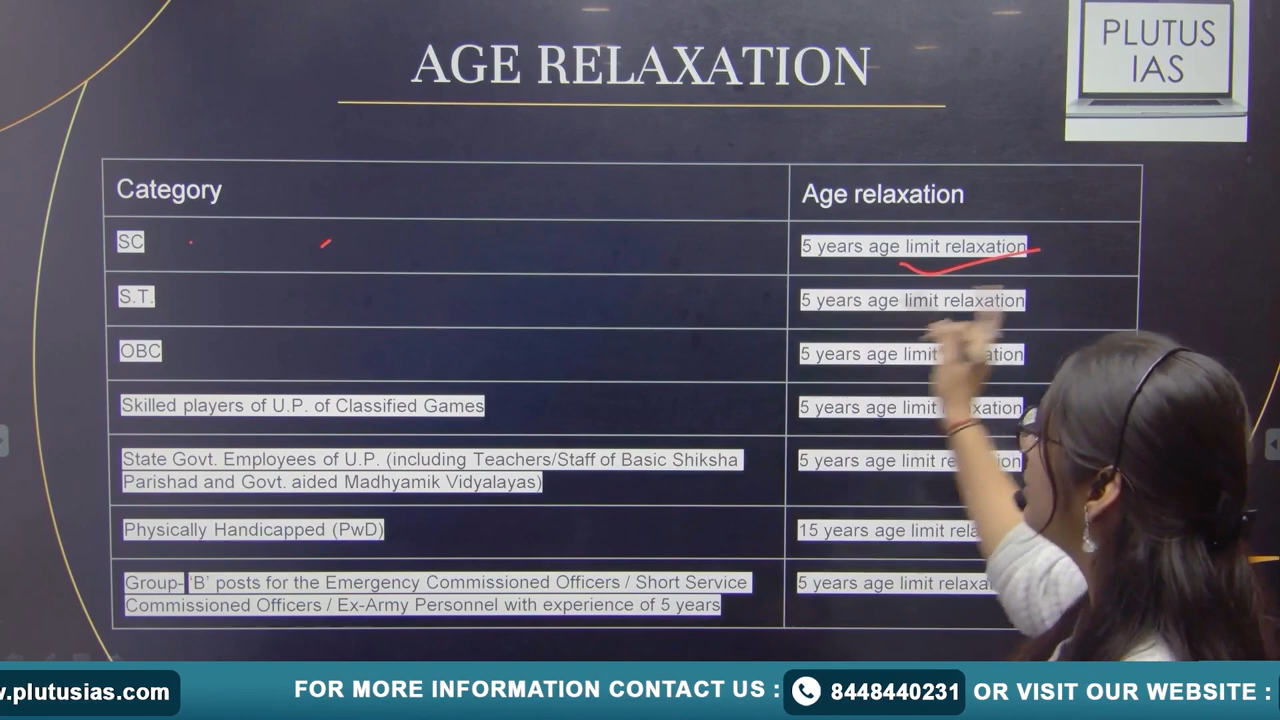 AGE RELAXATION
PLUTUS
IAS
Category
Age relaxation
SC
5 years age limit relaxation
S.T.
5 years age limit relaxation
OBC
5 years age limit
Skilled players of U.P. of Classified Games
5 years age limit
State Govt. Employees of U.P. (including Teachers/Staff of Basic Shiksha
Parishad and Govt. aided Madhyamik Vidyalayas)
5 years age limit
Physically Handicapped (PwD)
15 years age limit
Group- 'B' posts for the Emergency Commissioned Officers / Short Service
Commissioned Officers / Ex-Army Personnel with experience of 5 years
5 years age limit
w.plutusias.com
FOR MORE INFORMATION CONTACT US :
8448440231
OR VISIT OUR WEBSITE :